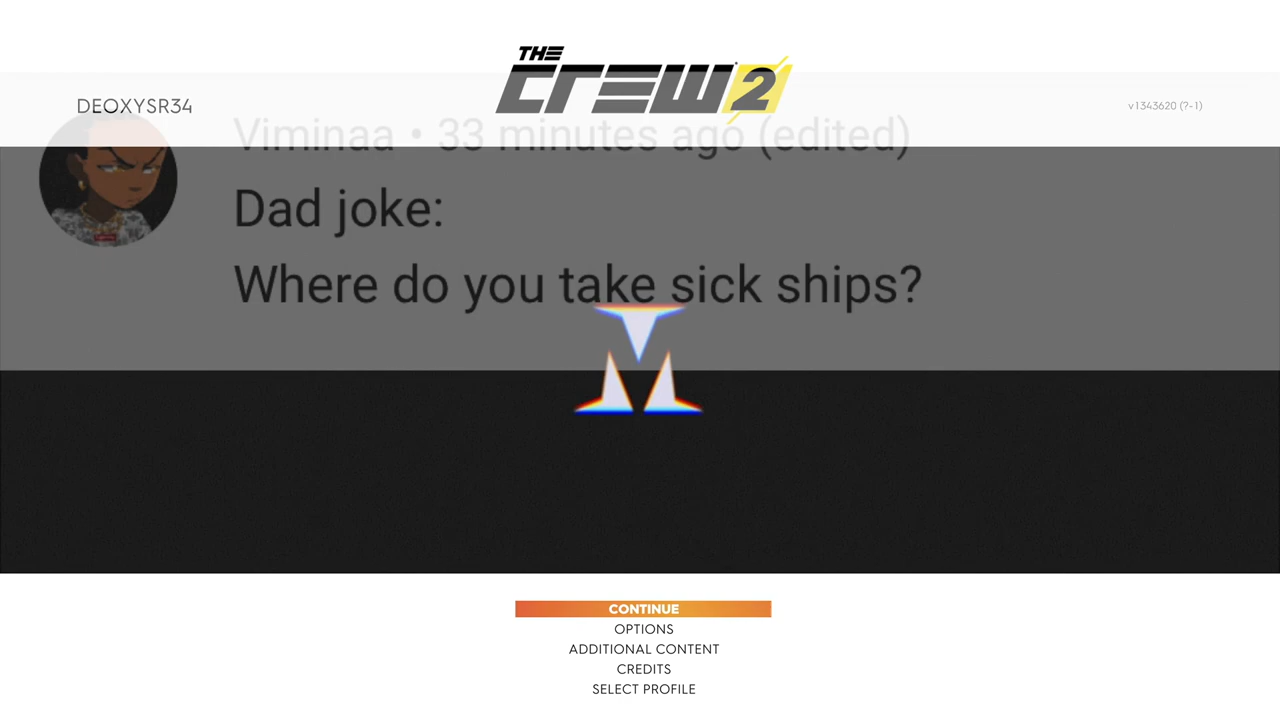 THE
CREW 2
DEOXYSR34
v1343620 (?-1)
Viminaa • 33 minutes ago (edited)
Dad joke:
Where do you take sick ships?
CONTINUE
OPTIONS
ADDITIONAL CONTENT
CREDITS
SELECT PROFILE